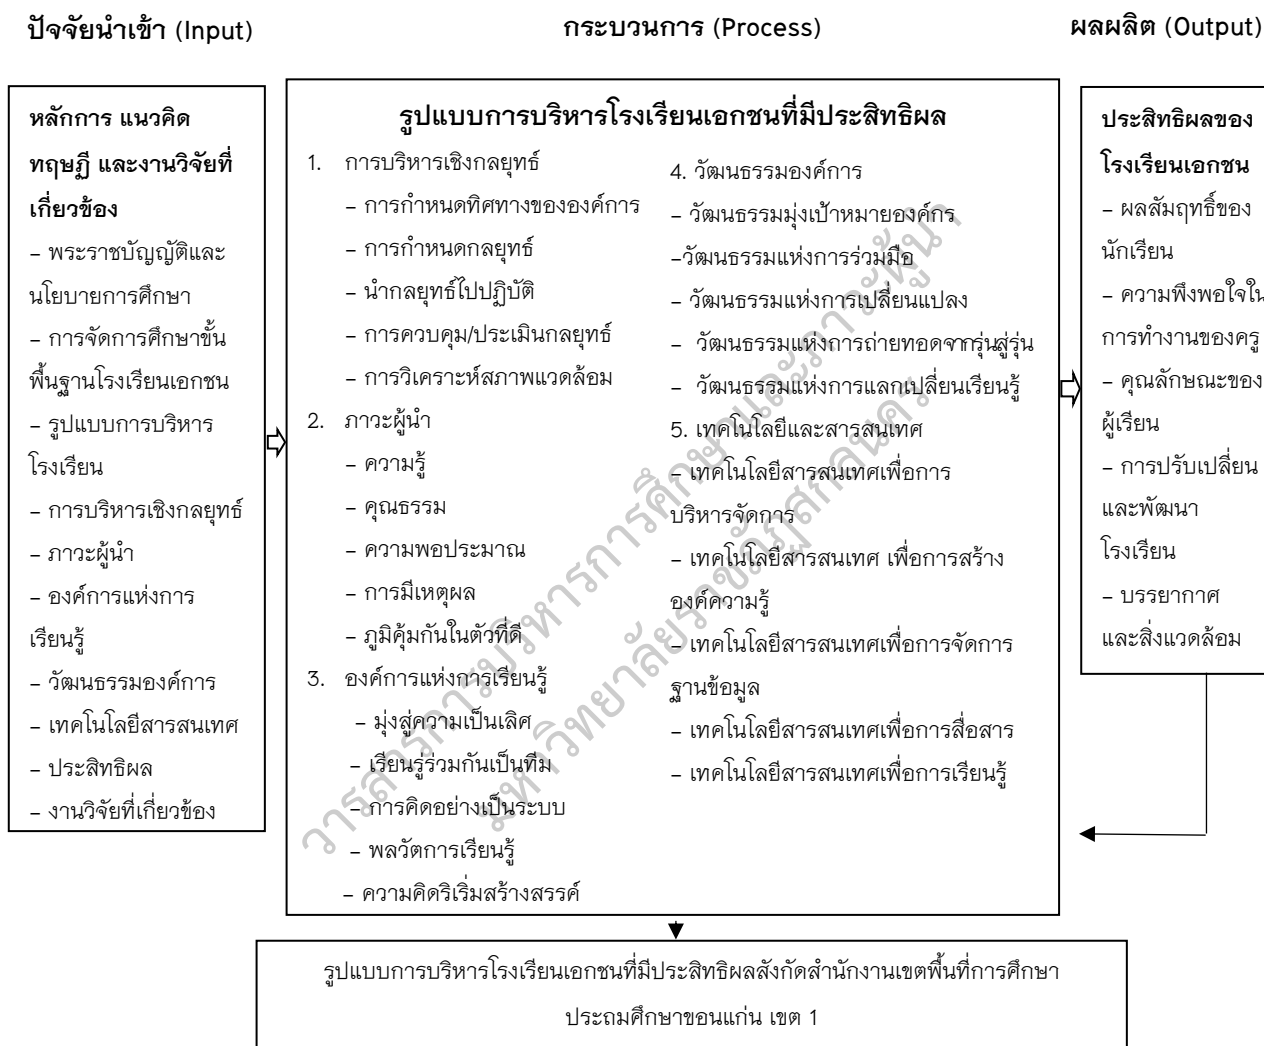 ปัจจัยนำเข้า (Input)
กระบวนการ (Process)
ผลผลิต (Output)
หลักการ แนวคิด
ทฤษฎี และงานวิจัยที่
เกี่ยวข้อง
- พระราชบัญญัติและ
นโยบายการศึกษา
- การจัดการศึกษาขั้น
พื้นฐานโรงเรียนเอกชน
- รูปแบบการบริหาร
โรงเรียน
- การบริหารเชิงกลยุทธ์
- ภาวะผู้นำ
- องค์การแห่งการ
เรียนรู้
- วัฒนธรรมองค์การ
- เทคโนโลยีสารสนเทศ
- ประสิทธิผล
- งานวิจัยที่เกี่ยวข้อง
รูปแบบการบริหารโรงเรียนเอกชนที่มีประสิทธิผล
1. การบริหารเชิงกลยุทธ์
- การกำหนดทิศทางขององค์การ
- การกำหนดกลยุทธ์
- นำกลยุทธ์ไปปฏิบัติ
- การควบคุม/ประเมินกลยุทธ์
- การวิเคราะห์สภาพแวดล้อม
2. ภาวะผู้นำ
- ความรู้
- คุณธรรม
- ความพอประมาณ
- การมีเหตุผล
- ภูมิคุ้มกันในตัวที่ดี
3. องค์การแห่งการเรียนรู้
- มุ่งสู่ความเป็นเลิศ
- เรียนรู่ร่วมกันเป็นทีม
- การคิดอย่างเป็นระบบ
- พลวัตการเรียนรู้
- ความคิดริเริ่มสร้างสรรค์
4. วัฒนธรรมองค์การ
- วัฒนธรรมมุ่งเป้าหมายองค์กร
-วัฒนธรรมแห่งการร่วมมือ
- วัฒนธรรมแห่งการเปลี่ยนแปลง
- วัฒนธรรมแห่งการถ่ายทอดจากรุ่นสู่รุ่น
- วัฒนธรรมแห่งการแลกเปลี่ยนเรียนรู้
5. เทคโนโลยีและสารสนเทศ
- เทคโนโลยีสารสนเทศเพื่อการ
บริหารจัดการ
- เทคโนโลยีสารสนเทศ เพื่อการสร้าง
องค์ความรู้
- เทคโนโลยีสารสนเทศเพื่อการจัดการ
ฐานข้อมูล
- เทคโนโลยีสารสนเทศเพื่อการสื่อสาร
- เทคโนโลยีสารสนเทศเพื่อการเรียนรู้
ประสิทธิผลของ
โรงเรียนเอกชน
- ผลสัมฤทธิ์ของ
นักเรียน
- ความพึงพอใจใน
การทำงานของครู
- คุณลักษณะของ
ผู้เรียน
- การปรับเปลี่ยน
และพัฒนา
โรงเรียน
- บรรยากาศ
และสิ่งแวดล้อม
วารสารการบริหารการศึกษาและภาวะผู้นำ
มหาวิทยาลัยราชภัฏสกลนคร
รูปแบบการบริหารโรงเรียนเอกชนที่มีประสิทธิผลสังกัดสำนักงานเขตพื้นที่การศึกษา
ประถมศึกษาขอนแก่น เขต 1